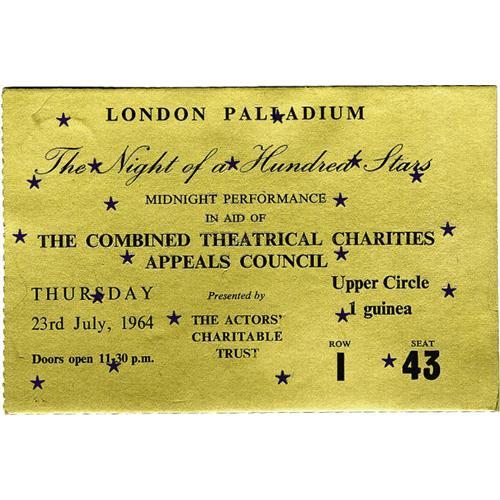 LONDON PALLADIUM
The Night of a Hundred Stars
MIDNIGHT PERFORMANCE
IN AID OF
THE COMBINED THEATRICAL CHARITIES
APPEALS COUNCIL
THURSDAY
23rd July, 1964
Doors open 11-30 p.m.
Presented by
THE ACTORS'
CHARITABLE
TRUST
Upper Circle
1 guinea
ROW SEAT
1 43